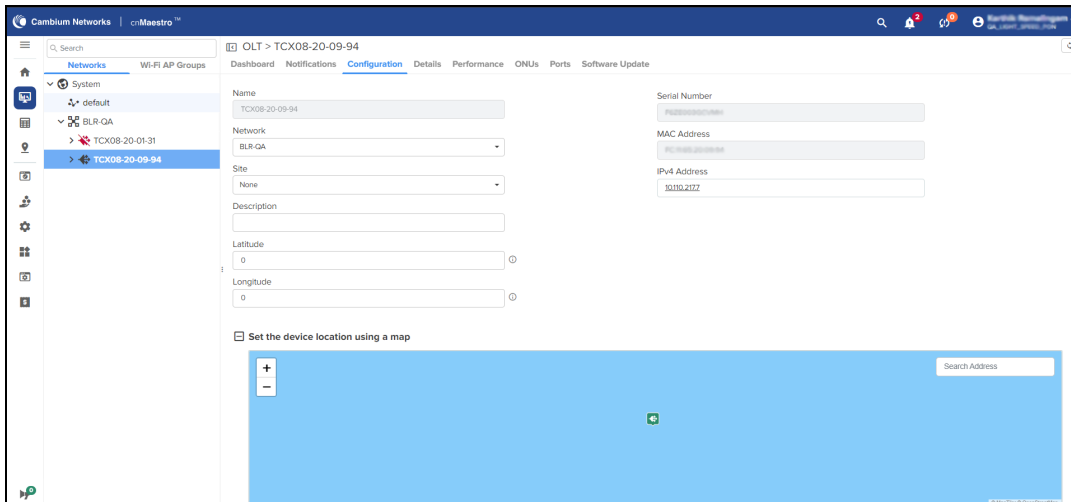 Cambium Networks | cnMaestro™
2
0
Search
Networks Wi-Fi AP Groups
System
default
BLR-QA
TCX08-20-01-31
TCX08-20-09-94
OLT > TCX08-20-09-94
Dashboard Notifications Configuration Details Performance ONUs Ports Software Update
Name
TCX08-20-09-94
Network
BLR-QA
Site
None
Description
Latitude
0
Longitude
0
Serial Number
MAC Address
IPv4 Address
10.110.217.7
Set the device location using a map
+
−
Search Address
0